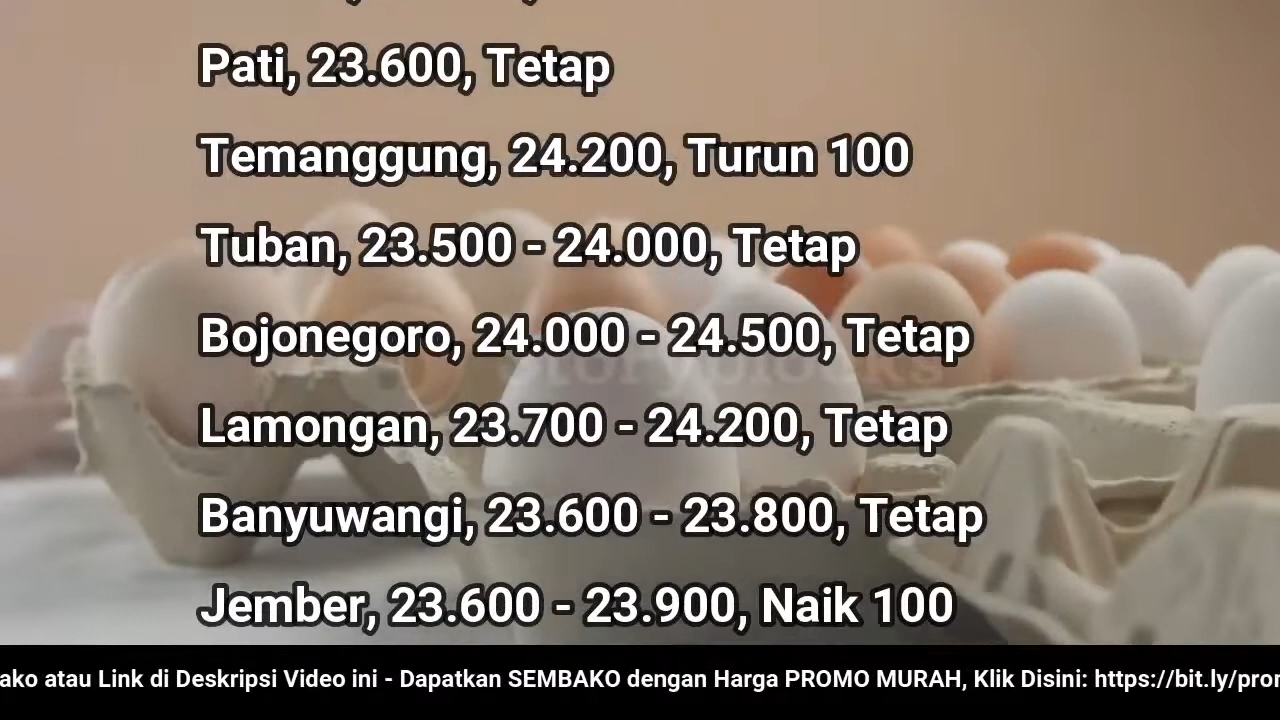 Pati, 23.600, Tetap
Temanggung, 24.200, Turun 100
Tuban, 23.500 - 24.000, Tetap
Bojonegoro, 24.000 - 24.500, Tetap
storyblocks
Lamongan, 23.700 - 24.200, Tetap
Banyuwangi, 23.600 - 23.800, Tetap
Jember, 23.600 - 23.900, Naik 100
ako atau Link di Deskripsi Video ini - Dapatkan SEMBAKO dengan Harga PROMO MURAH, Klik Disini: https://bit.ly/pro